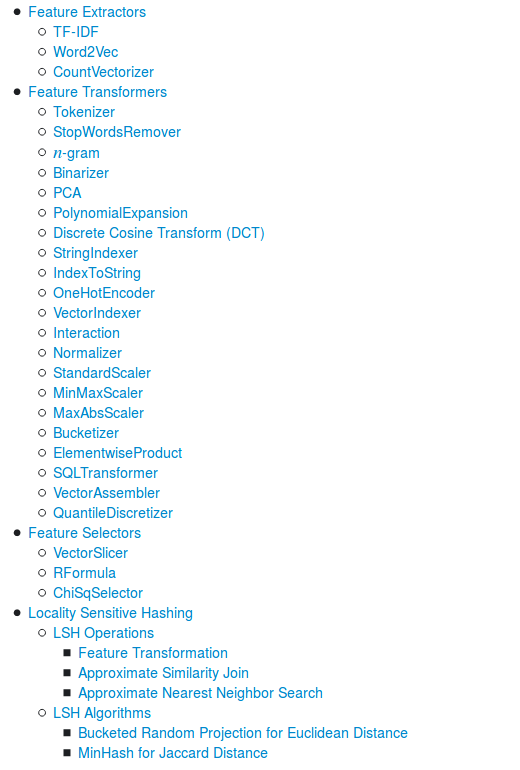 Feature Extractors
TF-IDF
Word2Vec
CountVectorizer
Feature Transformers
Tokenizer
StopWordsRemover
n-gram
Binarizer
PCA
PolynomialExpansion
Discrete Cosine Transform (DCT)
StringIndexer
IndexToString
OneHotEncoder
VectorIndexer
Interaction
Normalizer
StandardScaler
MinMaxScaler
MaxAbsScaler
Bucketizer
ElementwiseProduct
SQLTransformer
VectorAssembler
QuantileDiscretizer
Feature Selectors
VectorSlicer
RFormula
ChiSqSelector
Locality Sensitive Hashing
LSH Operations
Feature Transformation
Approximate Similarity Join
Approximate Nearest Neighbor Search
LSH Algorithms
Bucketed Random Projection for Euclidean Distance
MinHash for Jaccard Distance